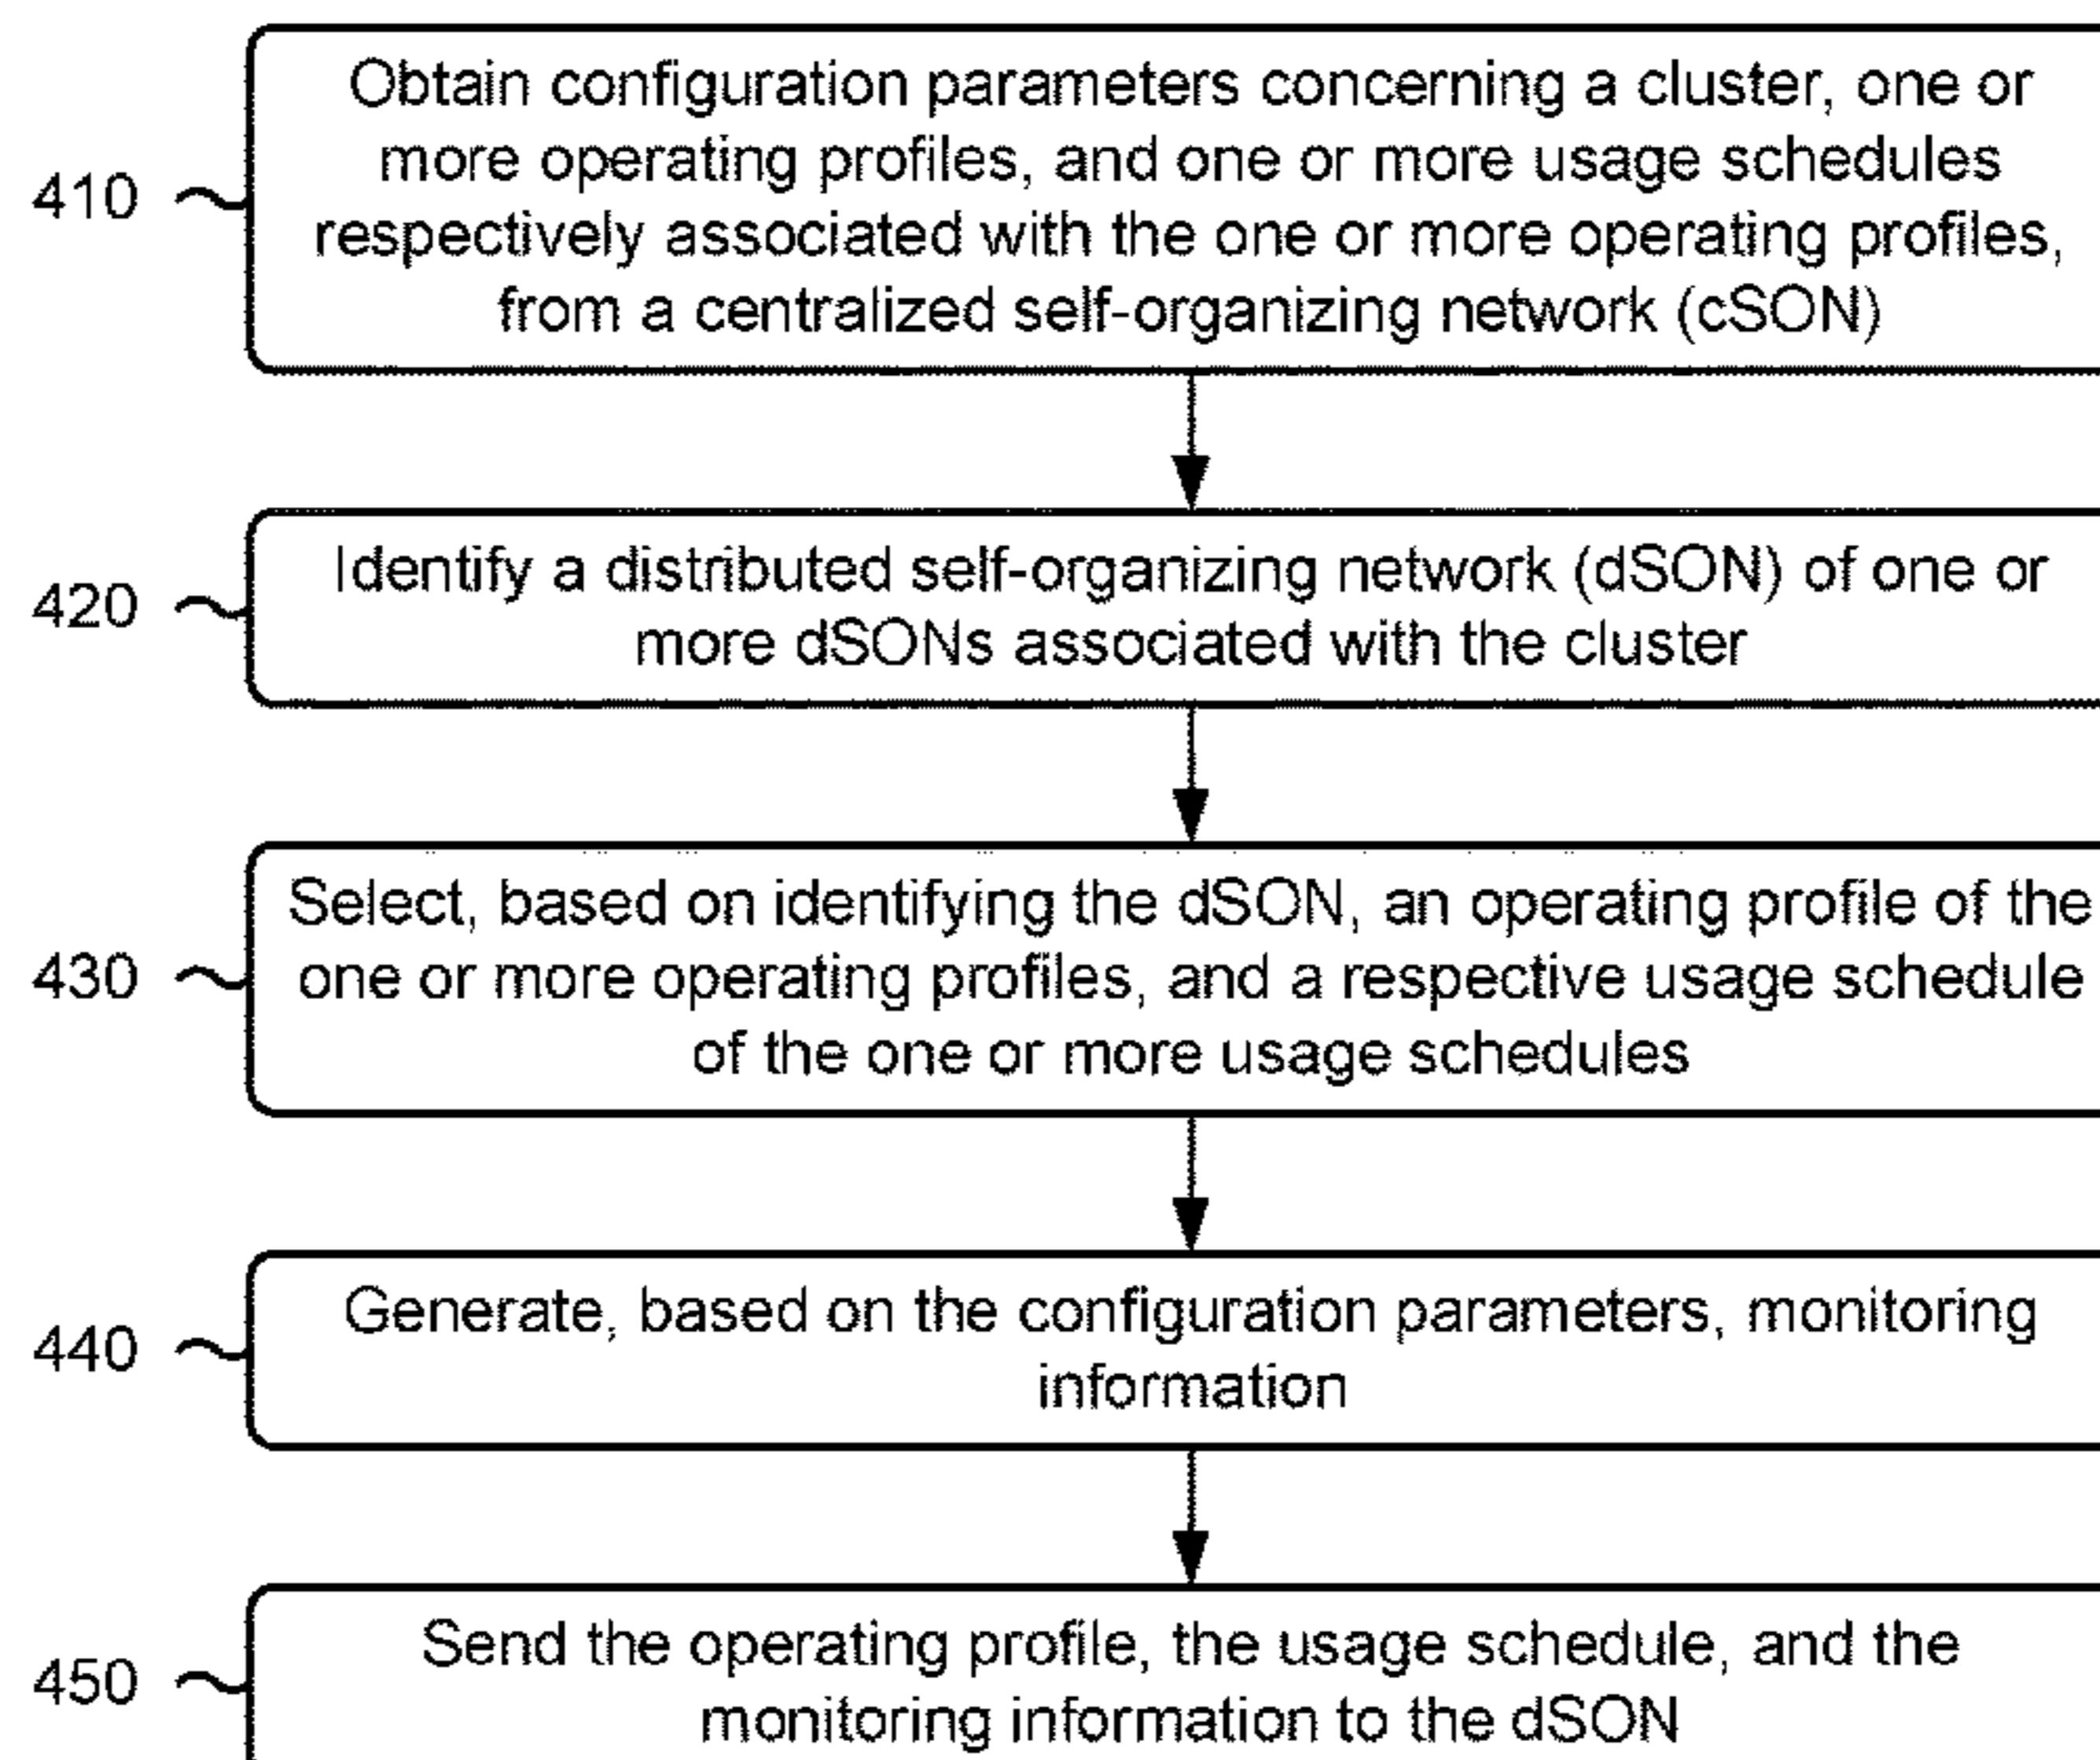 Obtain configuration parameters concerning a cluster, one or
more operating profiles, and one or more usage schedules
410
respectively associated with the one or more operating profiles,
from a centralized self-organizing network (cSON)
Identify a distributed self-organizing network (dSON) of one or
420
more dSONs associated with the cluster
Select, based on identifying the dSON, an operating profile of the
430
one or more operating profiles, and a respective usage schedule
of the one or more usage schedules
Generate, based on the configuration parameters, monitoring
440
information
Send the operating profile, the usage schedule, and the
450
monitoring information to the dSON